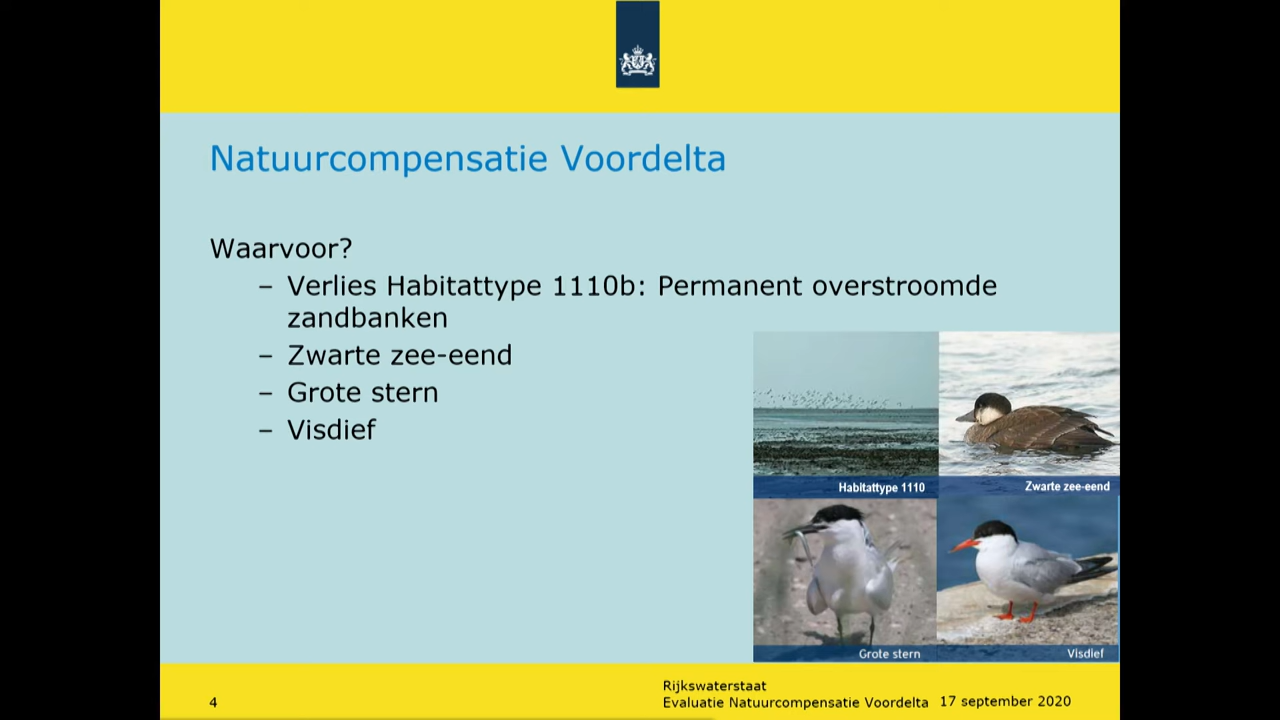 Natuurcompensatie Voordelta
Waarvoor?
– Verlies Habitattype 1110b: Permanent overstroomde
zandbanken
– Zwarte zee-eend
– Grote stern
– Visdief
Habitattype 1110
Zwarte zee-eend
Grote stern
Visdief
4
Rijkswaterstaat
Evaluatie Natuurcompensatie Voordelta
17 september 2020